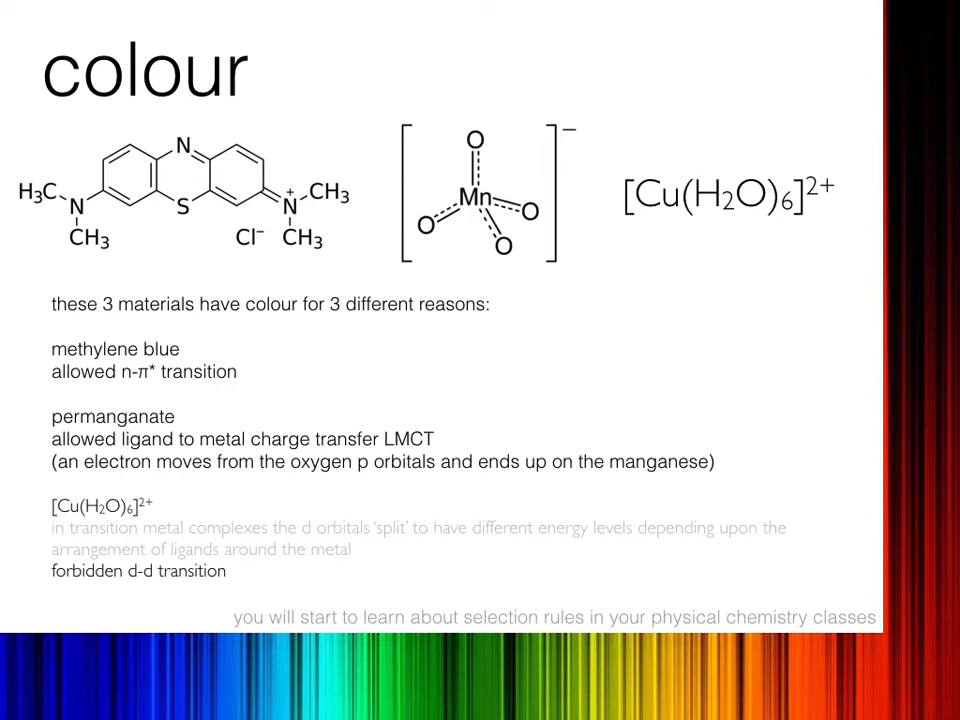 colour
N
H₃C
N
CH₃
S
Cl⁻
+
N
CH₃
CH₃
O
Mn
O
O
O
−
[Cu(H₂O)₆]²⁺
these 3 materials have colour for 3 different reasons:
methylene blue
allowed n-π* transition
permanganate
allowed ligand to metal charge transfer LMCT
(an electron moves from the oxygen p orbitals and ends up on the manganese)
[Cu(H₂O)₆]²⁺
in transition metal complexes the d orbitals 'split' to have different energy levels depending upon the
arrangement of ligands around the metal
forbidden d-d transition
you will start to learn about selection rules in your physical chemistry classes